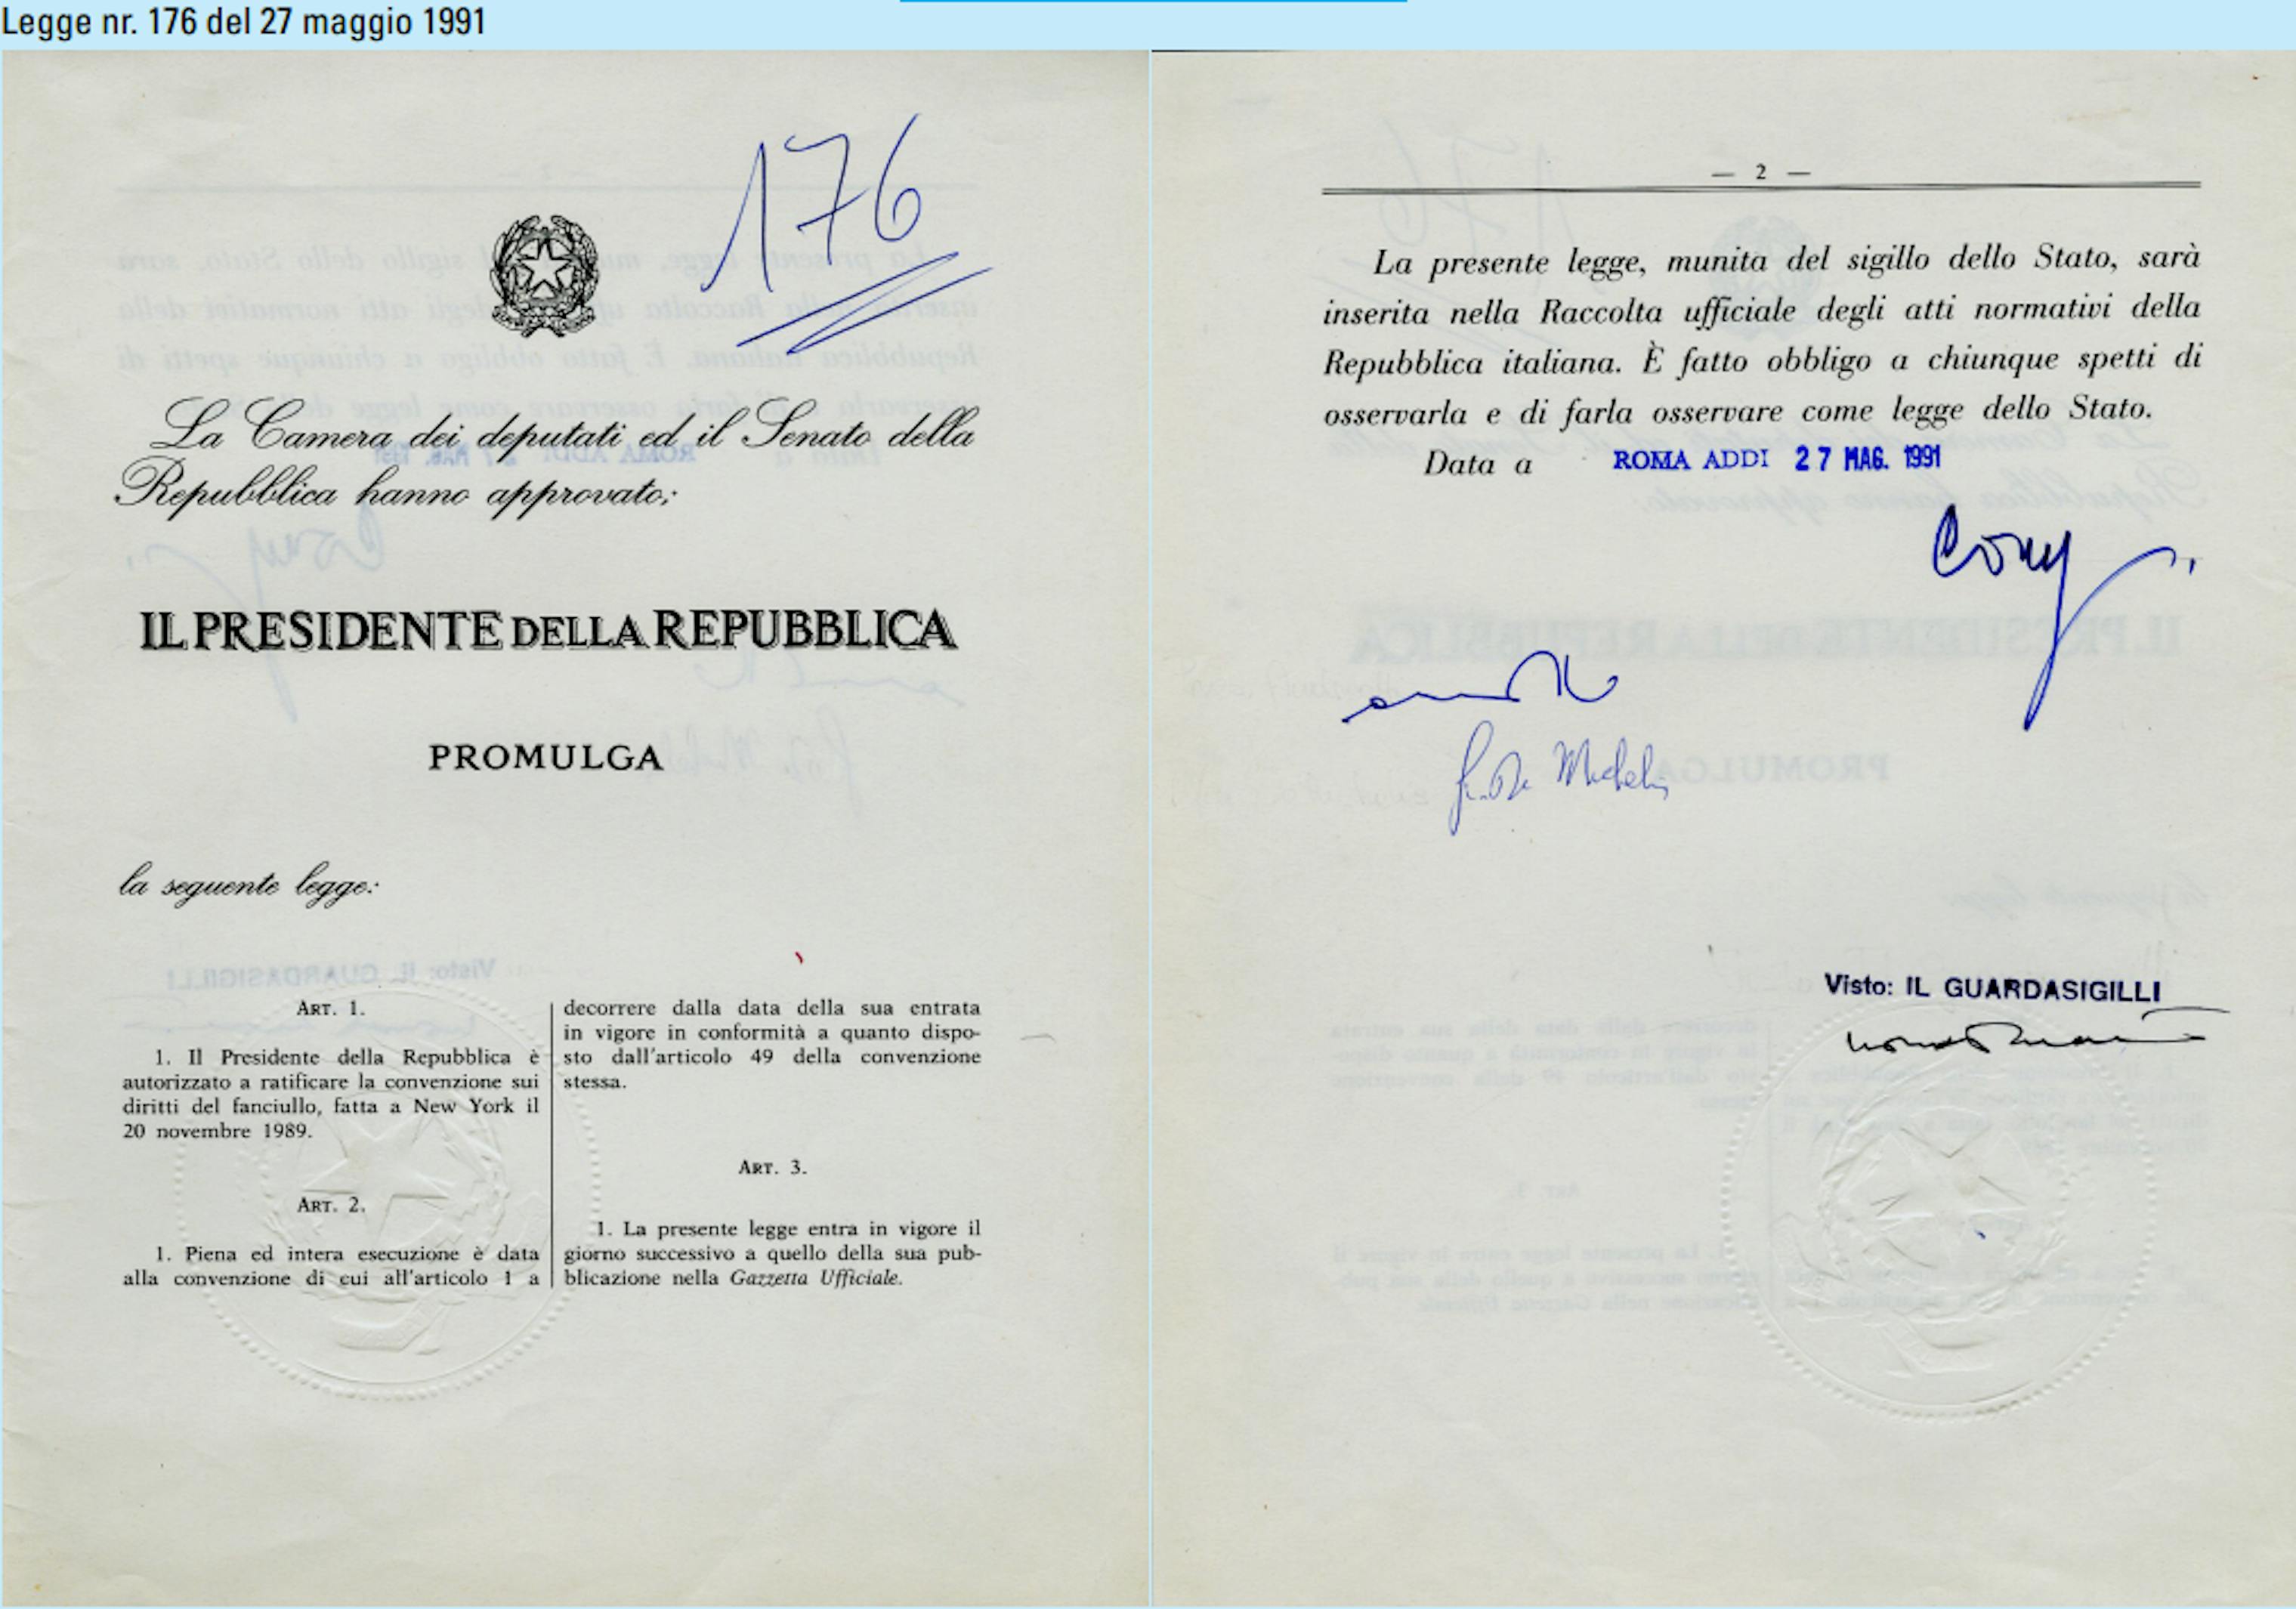 Legge nr. 176 del 27 maggio 1991
176
La Camera dei deputati ed il Senato della
Repubblica hanno approvato;
IL PRESIDENTE DELLA REPUBBLICA
PROMULGA
la seguente legge:
ART. 1.
1. Il Presidente della Repubblica è
autorizzato a ratificare la convenzione sui
diritti del fanciullo, fatta a New York il
20 novembre 1989.
ART. 2.
1. Piena ed intera esecuzione è data
alla convenzione di cui all'articolo 1 a
decorrere dalla data della sua entrata
in vigore in conformità a quanto dispo-
sto dall'articolo 49 della convenzione
stessa.
ART. 3.
1. La presente legge entra in vigore il
giorno successivo a quello della sua pub-
blicazione nella Gazzetta Ufficiale.
— 2 —
La presente legge, munita del sigillo dello Stato, sarà
inserita nella Raccolta ufficiale degli atti normativi della
Repubblica italiana. È fatto obbligo a chiunque spetti di
osservarla e di farla osservare come legge dello Stato.
Data a ROMA ADDI 27 MAG. 1991
Visto: IL GUARDASIGILLI